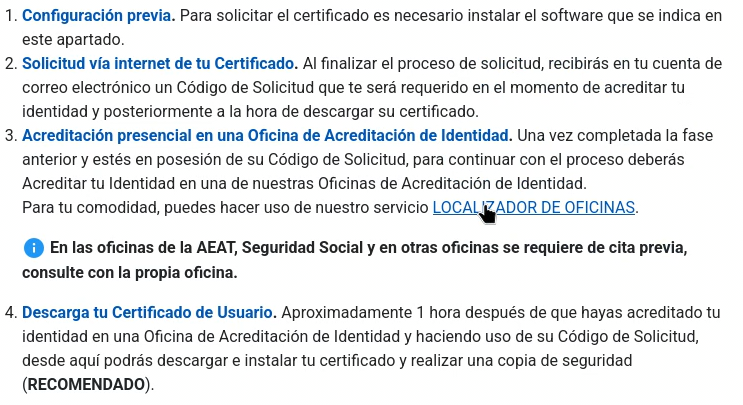 1. Configuración previa. Para solicitar el certificado es necesario instalar el software que se indica en
este apartado.
2. Solicitud vía internet de tu Certificado. Al finalizar el proceso de solicitud, recibirás en tu cuenta de
correo electrónico un Código de Solicitud que te será requerido en el momento de acreditar tu
identidad y posteriormente a la hora de descargar su certificado.
3. Acreditación presencial en una Oficina de Acreditación de Identidad. Una vez completada la fase
anterior y estés en posesión de su Código de Solicitud, para continuar con el proceso deberás
Acreditar tu Identidad en una de nuestras Oficinas de Acreditación de Identidad.
Para tu comodidad, puedes hacer uso de nuestro servicio LOCALIZADOR DE OFICINAS.
En las oficinas de la AEAT, Seguridad Social y en otras oficinas se requiere de cita previa,
consulte con la propia oficina.
4. Descarga tu Certificado de Usuario. Aproximadamente 1 hora después de que hayas acreditado tu
identidad en una Oficina de Acreditación de Identidad y haciendo uso de su Código de Solicitud,
desde aquí podrás descargar e instalar tu certificado y realizar una copia de seguridad
(RECOMENDADO).